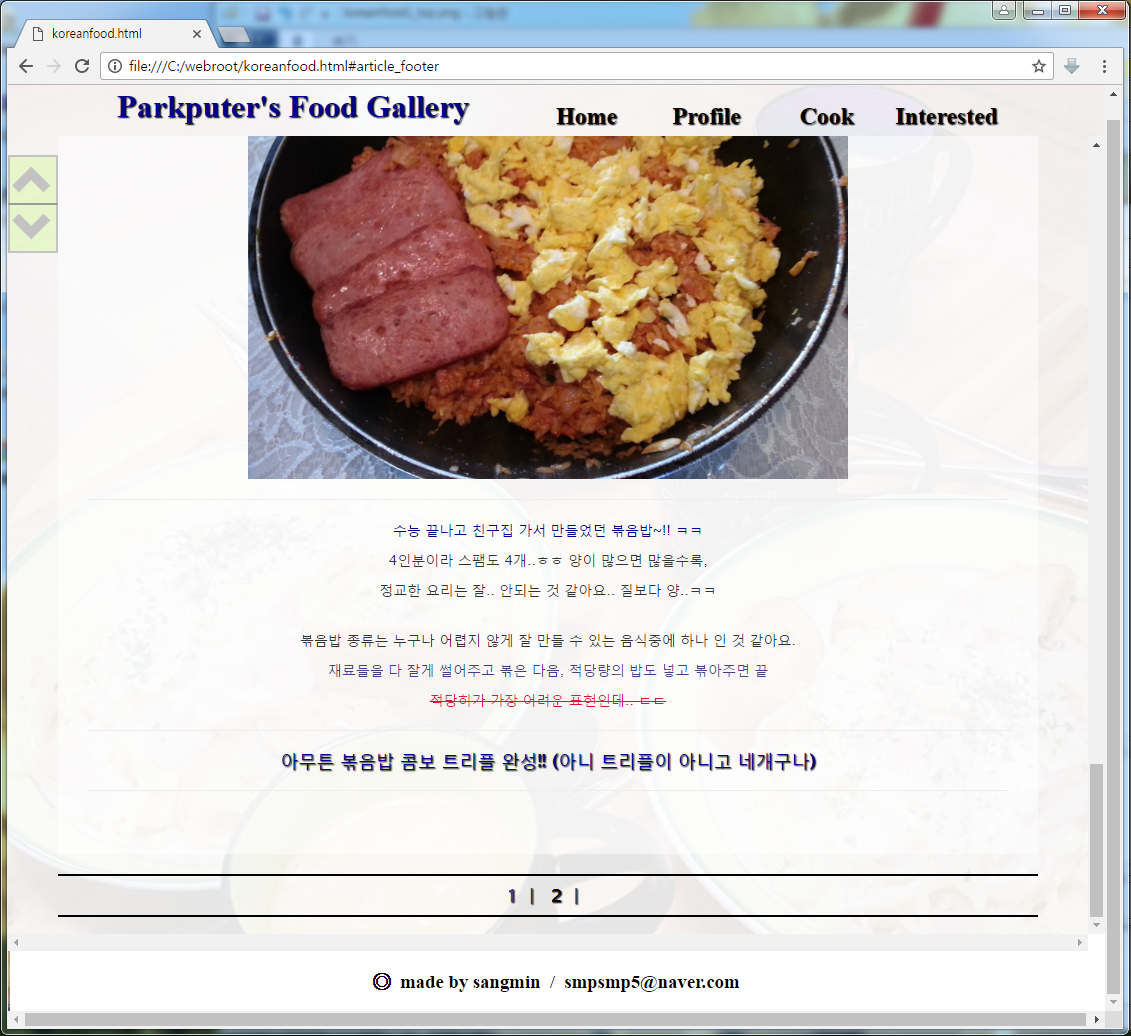 koreanfood.html
file:///C:/webroot/koreanfood.html#article_footer
Parkputer's Food Gallery
Home Profile Cook Interested
수능 끝나고 친구집 가서 만들었던 볶음밥~!! ㅋㅋ
4인분이라 스팸도 4개..ㅎㅎ 양이 많으면 많을수록,
정교한 요리는 잘.. 안되는 것 같아요.. 질보다 양..ㅋㅋ
볶음밥 종류는 누구나 어렵지 않게 잘 만들 수 있는 음식중에 하나 인 것 같아요.
재료들을 다 잘게 썰어주고 볶은 다음, 적당량의 밥도 넣고 볶아주면 끝
적당히가 가장 어려운 표현인데.. ㄷㄷ
아무튼 볶음밥 콤보 트리플 완성!! (아니 트리플이 아니고 네개구나)
1 | 2 |
made by sangmin / smpsmp5@naver.com